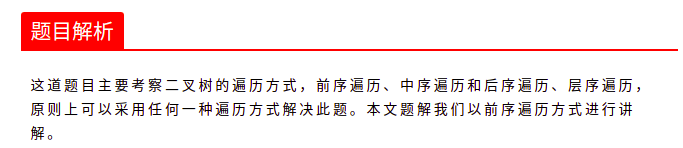 题目解析
这道题目主要考察二叉树的遍历方式，前序遍历、中序遍历和后序遍历、层序遍历，
原则上可以采用任何一种遍历方式解决此题。本文题解我们以前序遍历方式进行讲
解。